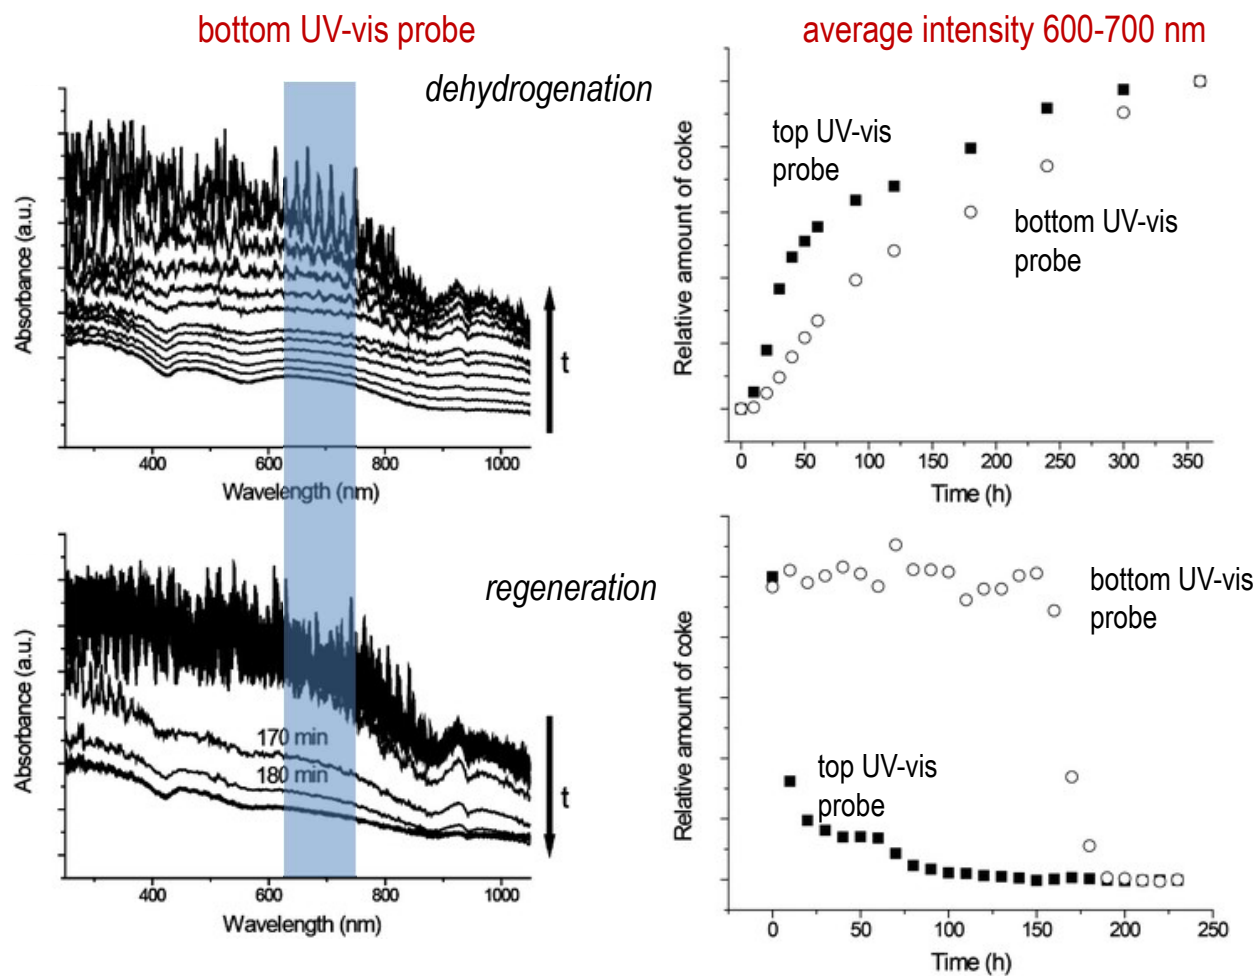 bottom UV-vis probe
average intensity 600-700 nm
dehydrogenation
Absorbance (a.u.)
t
400 600 800 1000
Wavelength (nm)
Relative amount of coke
top UV-vis
probe
bottom UV-vis
probe
0 50 100 150 200 250 300 350
Time (h)
regeneration
Absorbance (a.u.)
170 min
180 min
t
400 600 800 1000
Wavelength (nm)
Relative amount of coke
bottom UV-vis
probe
top UV-vis
probe
0 50 100 150 200 250
Time (h)